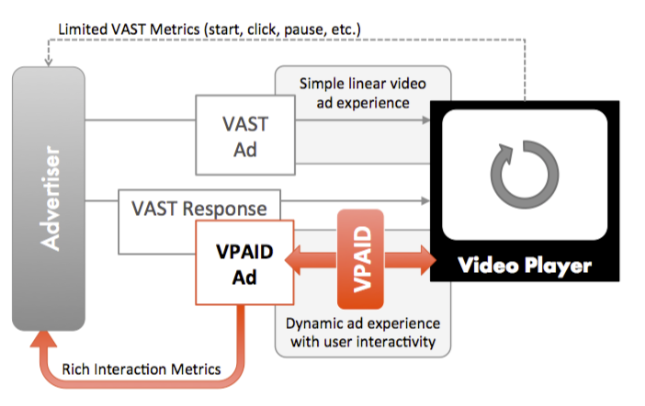 Limited VAST Metrics (start, click, pause, etc.)
Simple linear video
ad experience
VAST
Ad
Advertiser
VAST Response
VPAID
Ad
VPAID
Video Player
Dynamic ad experience
with user interactivity
Rich Interaction Metrics